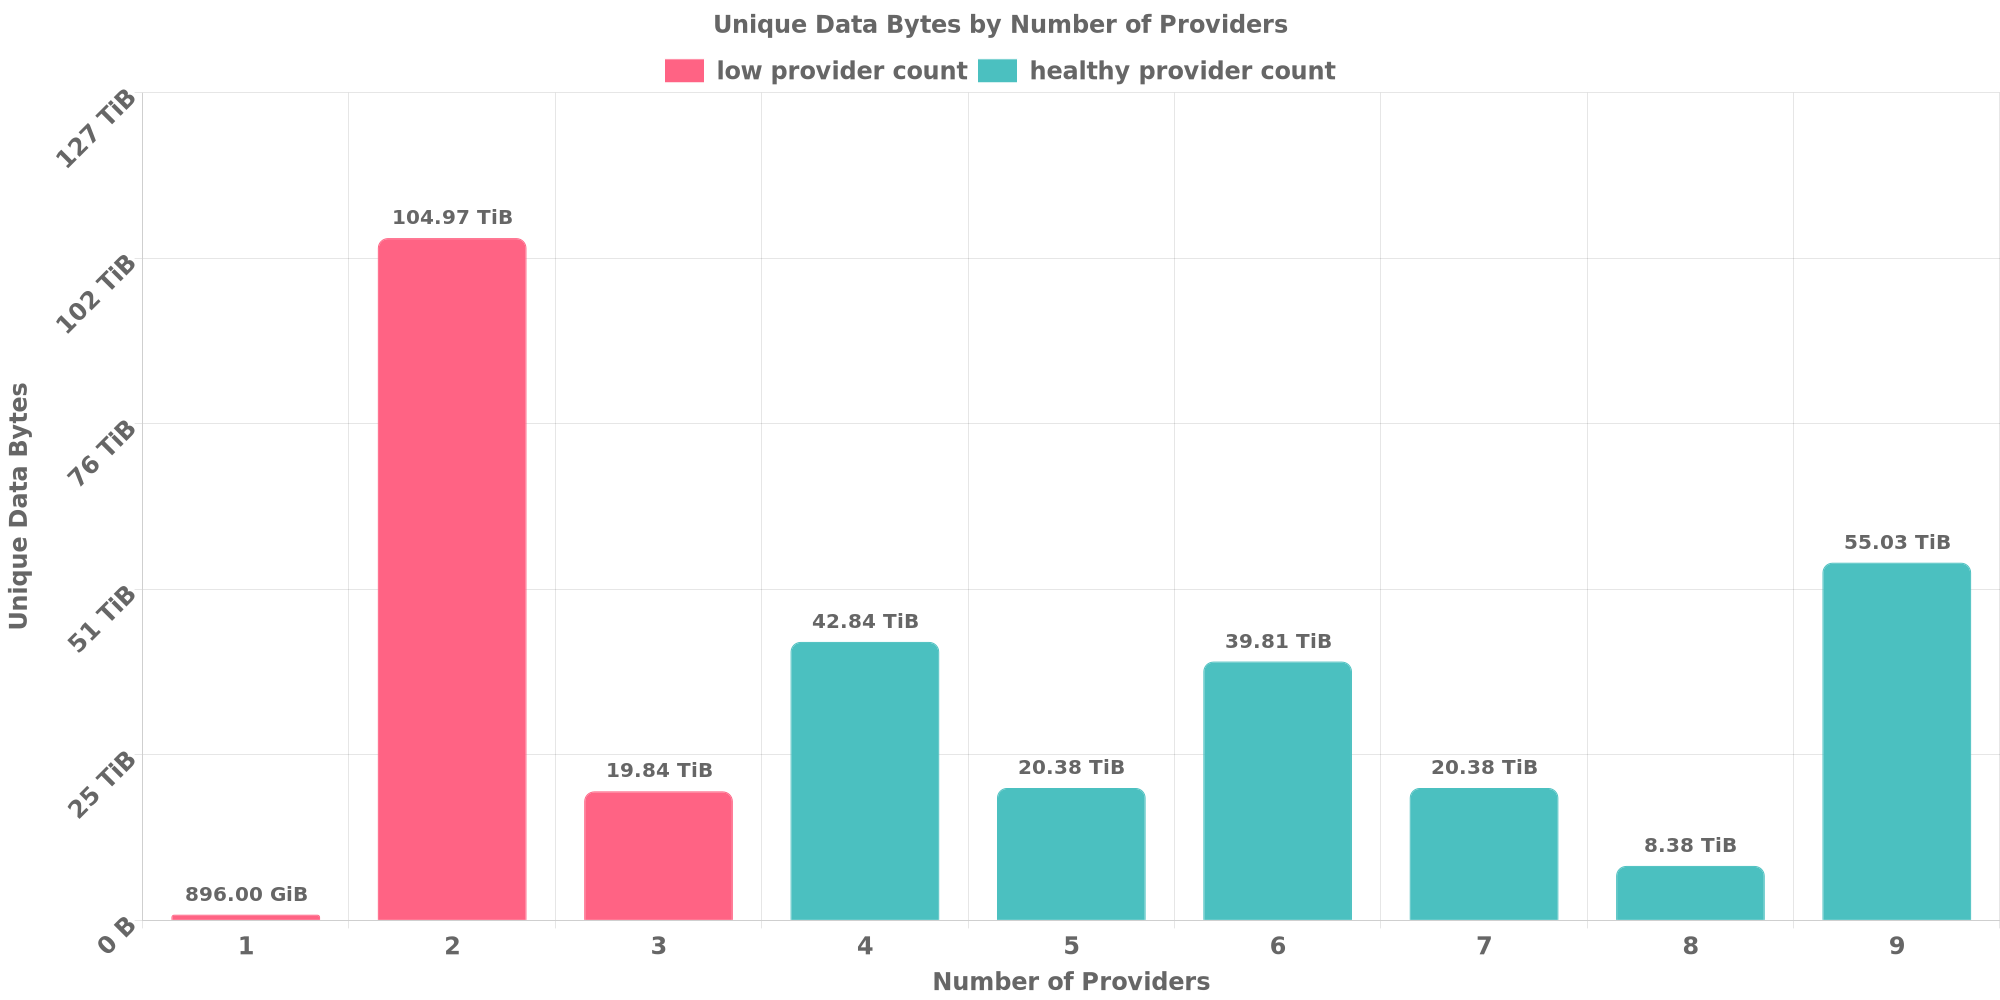 Unique Data Bytes by Number of Providers
low provider count healthy provider count
Unique Data Bytes
127 TiB
102 TiB
76 TiB
51 TiB
25 TiB
0 B
896.00 GiB
104.97 TiB
19.84 TiB
42.84 TiB
20.38 TiB
39.81 TiB
20.38 TiB
8.38 TiB
55.03 TiB
1 2 3 4 5 6 7 8 9
Number of Providers